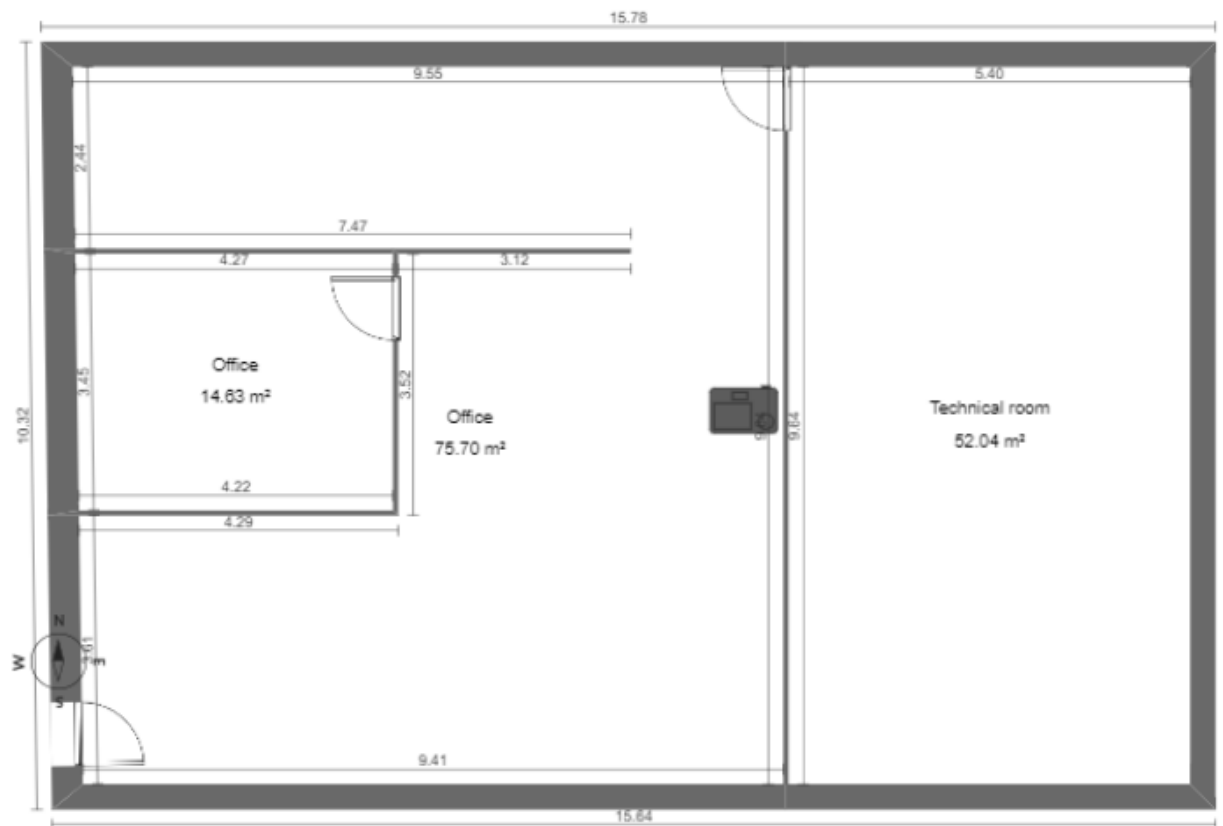 15.78
9.55
5.40
2.44
7.47
4.27
3.12
Office
14.63 m²
3.45
3.52
10.32
Office
75.70 m²
9.64
Technical room
52.04 m²
4.22
4.29
N
W
S
9.41
15.64